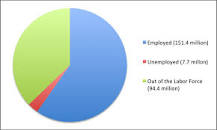 Employed (151.4 million)
Unemployed (7.7 million)
Out of the Labor Force
(94.4 million)